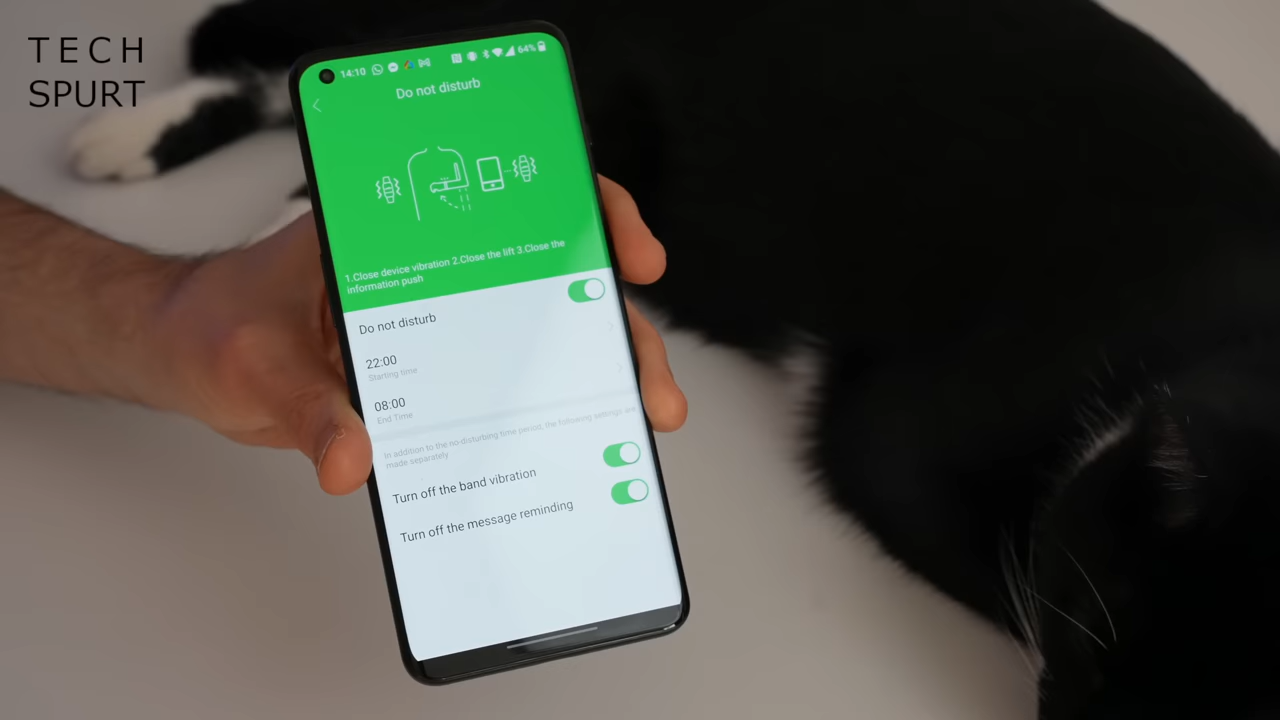 TECH
SPURT
14:10
64%
Do not disturb
1.Close device vibration 2.Close the lift 3.Close the
information push
Do not disturb
22:00
Starting time
08:00
End Time
In addition to the no-disturbing time period, the following settings are
made separately
Turn off the band vibration
Turn off the message reminding